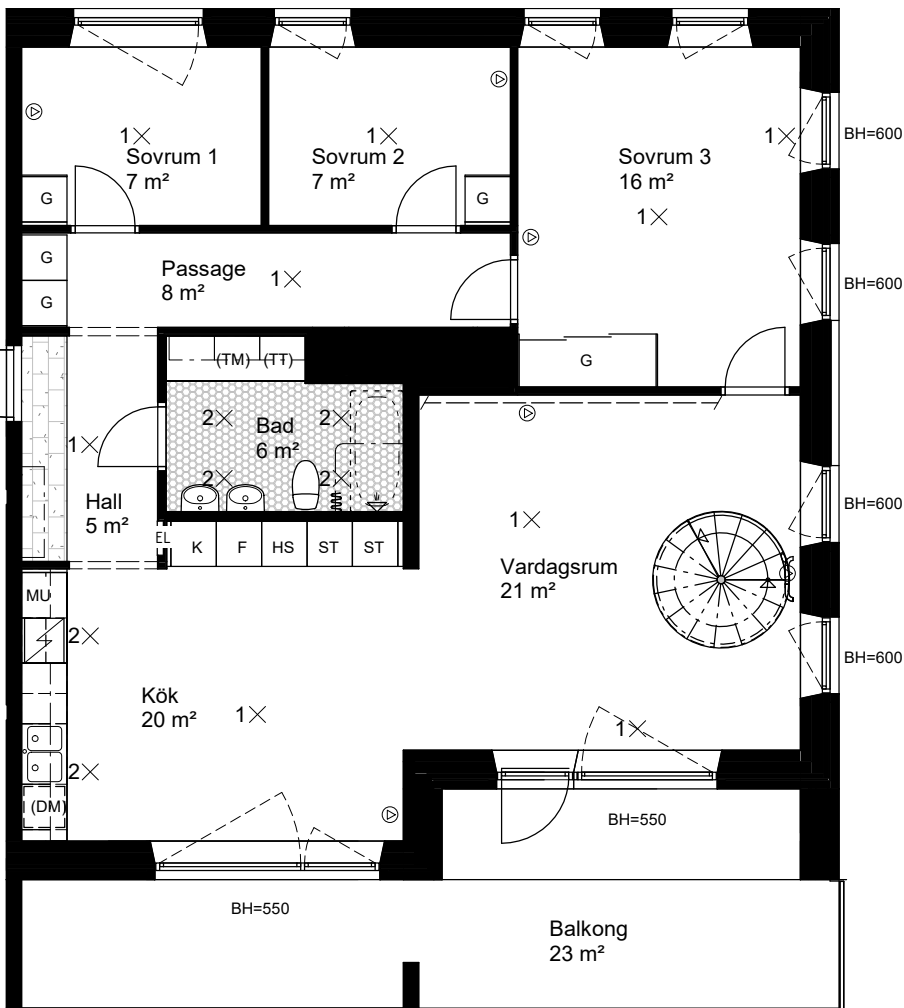 1
Sovrum 1
7 m²
G
1
Sovrum 2
7 m²
G
1
Sovrum 3
16 m²
1
BH=600
G
G
Passage
8 m²
1
BH=600
G
(TM)
(TT)
1
2
Bad
6 m²
2
2
2
Hall
5 m²
EL
K
F
HS
ST
ST
1
Vardagsrum
21 m²
BH=600
MU
2
BH=600
Kök
20 m²
1
1
2
(DM)
BH=550
BH=550
Balkong
23 m²